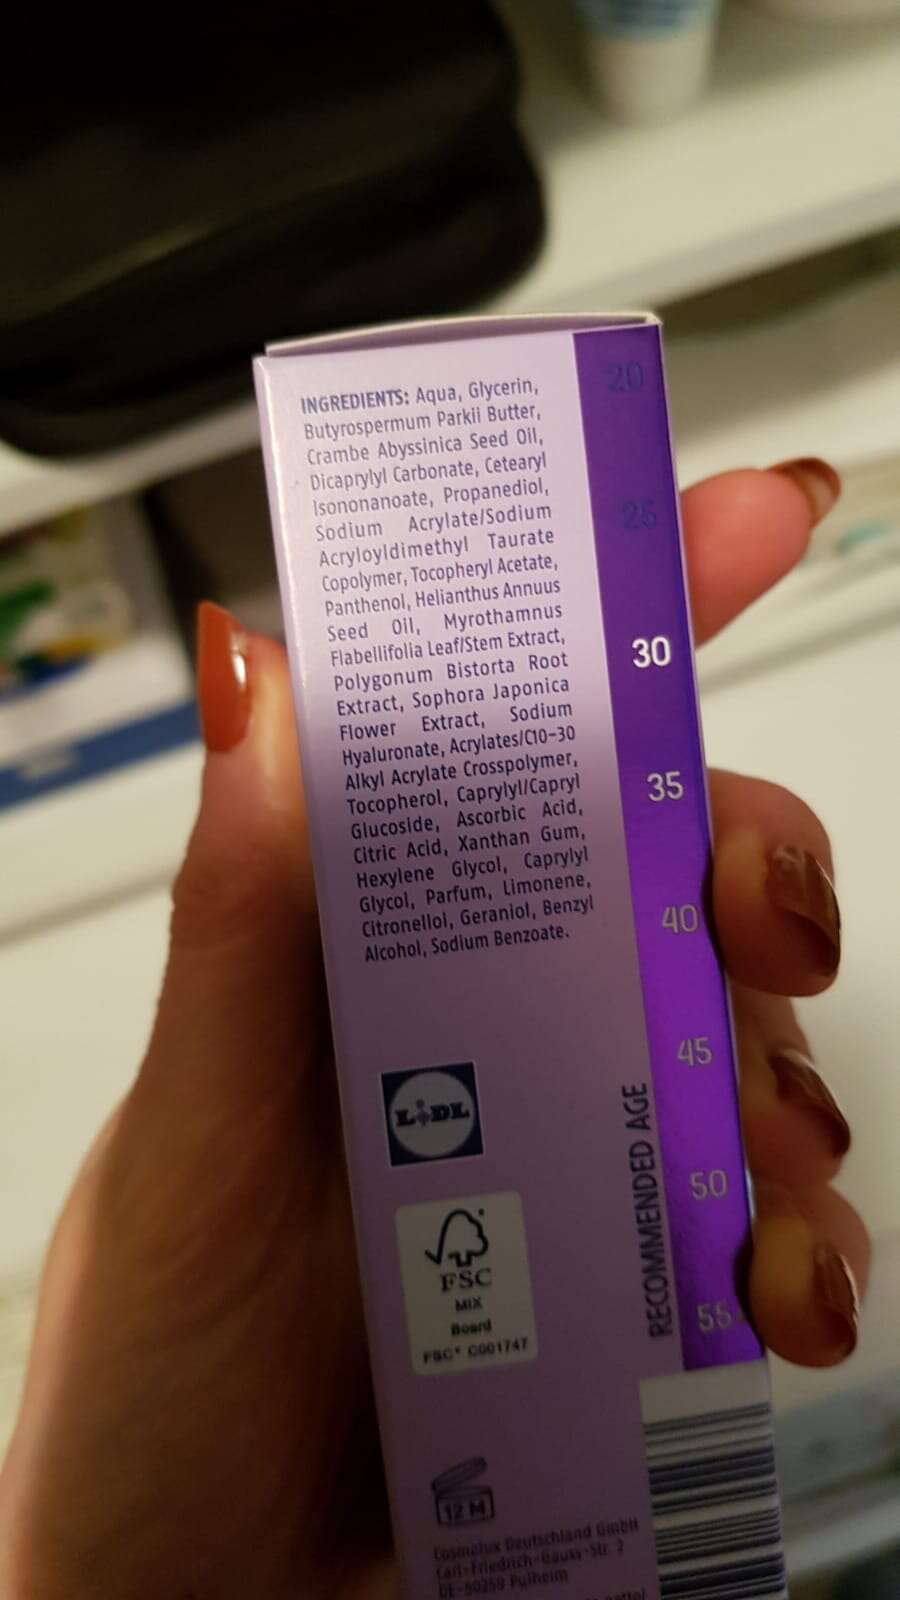 INGREDIENTS: Aqua, Glycerin,
Butyrospermum Parkii Butter,
Crambe Abyssinica Seed Oil,
Dicaprylyl Carbonate, Cetearyl
Isononanoate, Propanediol,
Sodium Acrylate/Sodium
Acryloyldimethyl Taurate
Copolymer, Tocopheryl Acetate,
Panthenol, Helianthus Annuus
Seed Oil, Myrothamnus
Flabellifolia Leaf/Stem Extract,
Polygonum Bistorta Root
Extract, Sophora Japonica
Flower Extract, Sodium
Hyaluronate, Acrylates/C10-30
Alkyl Acrylate Crosspolymer,
Tocopherol, Caprylyl/Capryl
Glucoside, Ascorbic Acid,
Citric Acid, Xanthan Gum,
Hexylene Glycol, Caprylyl
Glycol, Parfum, Limonene,
Citronellol, Geraniol, Benzyl
Alcohol, Sodium Benzoate.
LIDL
FSC
MIX
Board
FSC® C001747
12 M
Cosmolux Deutschland GmbH
Carl-Friedrich-Gauss-Str. 2
DE-50259 Pulheim
20
25
30
35
40
45
50
55
RECOMMENDED AGE